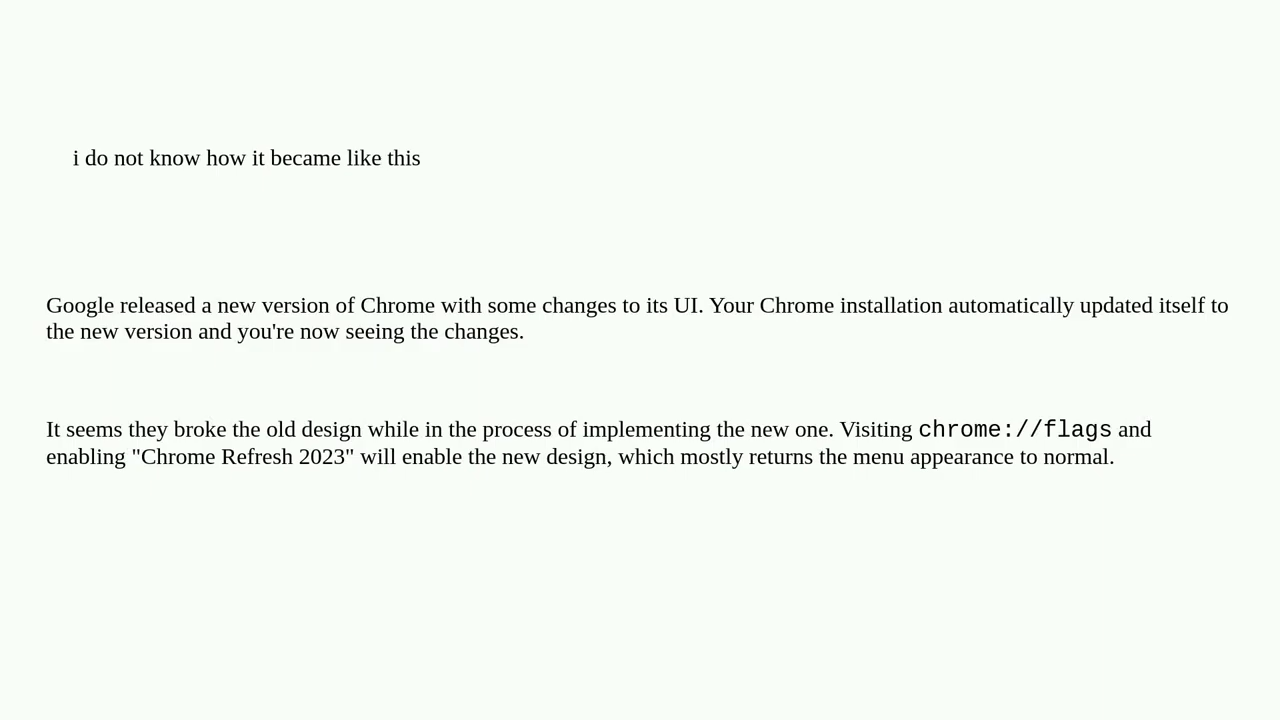 i do not know how it became like this
Google released a new version of Chrome with some changes to its UI. Your Chrome installation automatically updated itself to
the new version and you're now seeing the changes.
It seems they broke the old design while in the process of implementing the new one. Visiting chrome://flags and
enabling "Chrome Refresh 2023" will enable the new design, which mostly returns the menu appearance to normal.